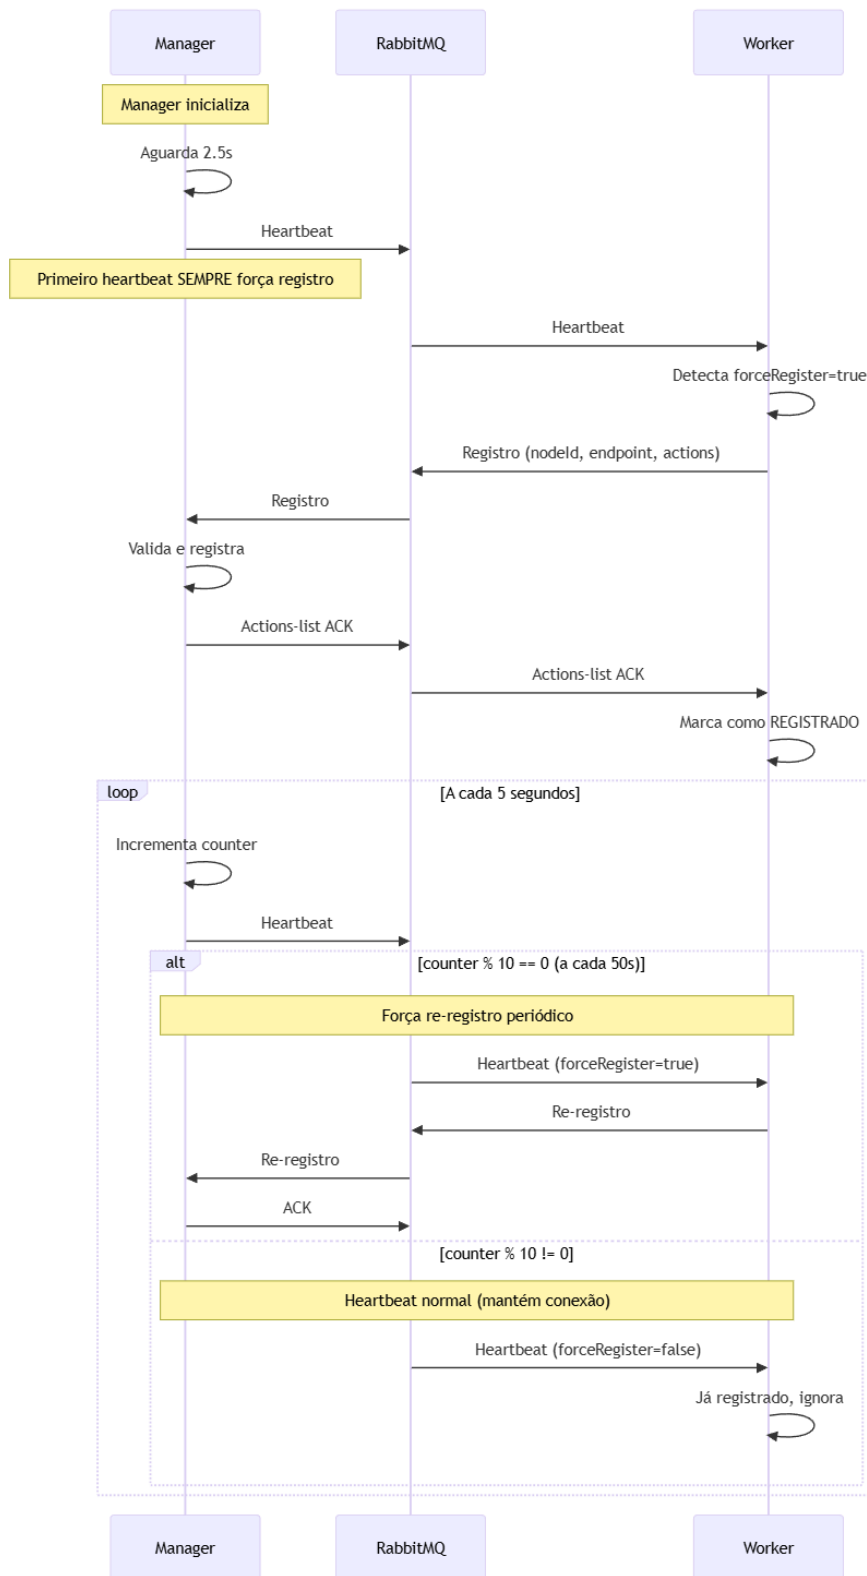 Manager
RabbitMQ
Worker
Manager inicializa
Aguarda 2.5s
Heartbeat
Primeiro heartbeat SEMPRE força registro
Heartbeat
Detecta forceRegister=true
Registro (nodeId, endpoint, actions)
Registro
Valida e registra
Actions-list ACK
Actions-list ACK
Marca como REGISTRADO
loop
[A cada 5 segundos]
Incrementa counter
Heartbeat
alt
[counter % 10 == 0 (a cada 50s)]
Força re-registro periódico
Heartbeat (forceRegister=true)
Re-registro
Re-registro
ACK
[counter % 10 != 0]
Heartbeat normal (mantém conexão)
Heartbeat (forceRegister=false)
Já registrado, ignora
Manager
RabbitMQ
Worker